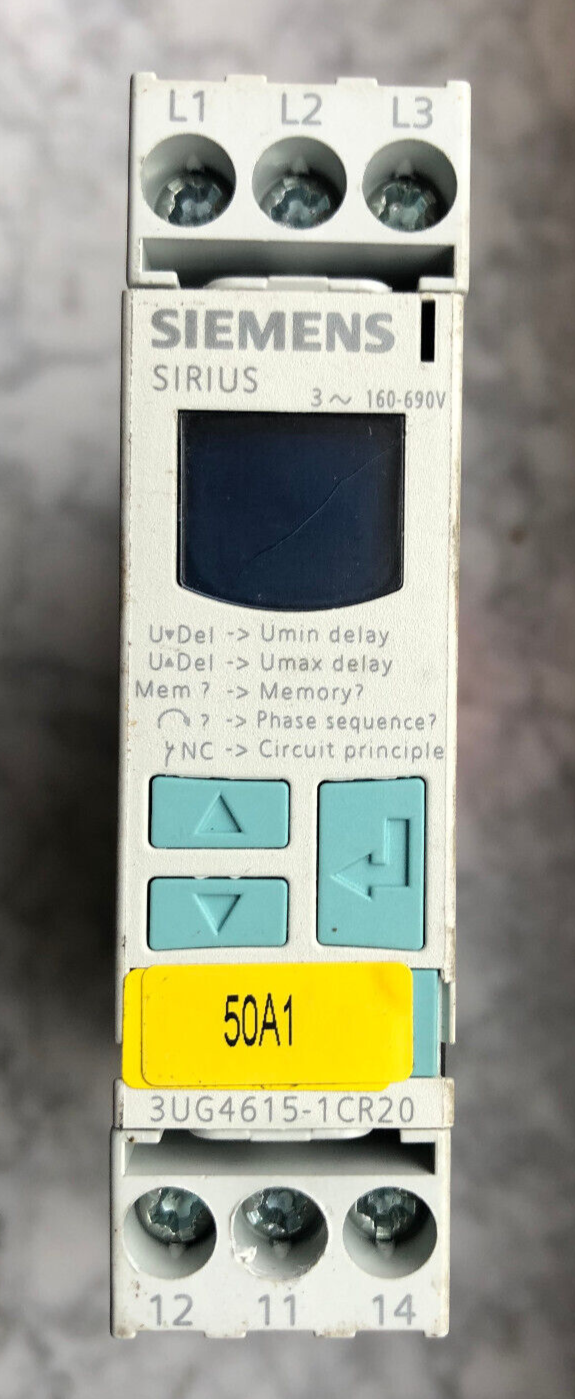 L1 L2 L3
SIEMENS
SIRIUS
3 ~ 160-690V
U▾Del -> Umin delay
U▴Del -> Umax delay
Mem ? -> Memory?
? -> Phase sequence?
NC -> Circuit principle
50A1
3UG4615-1CR20
12 11 14